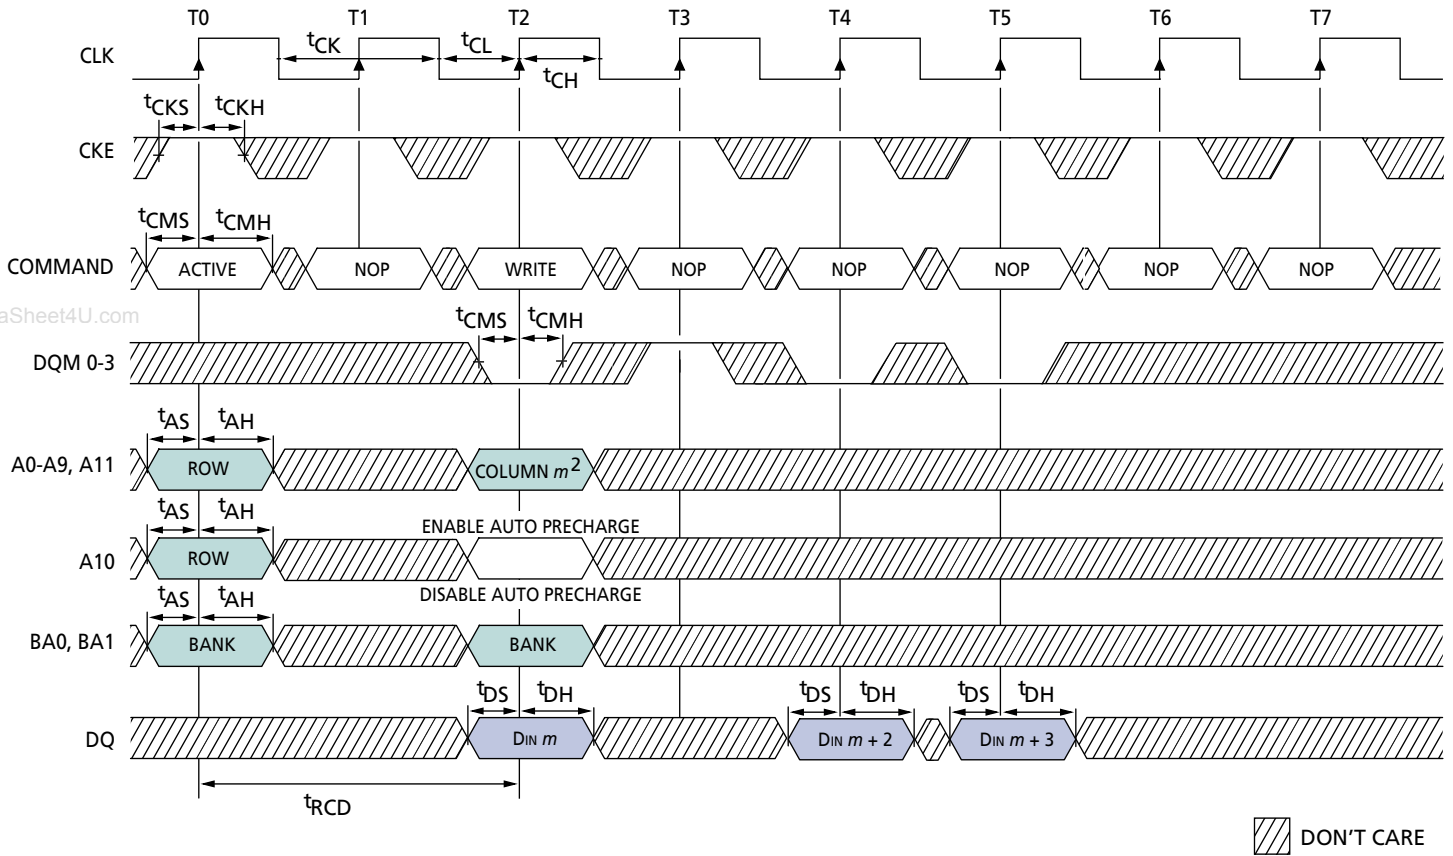 T0 T1 T2 T3 T4 T5 T6 T7
CLK
tCK
tCL
tCH
tCKS
tCKH
CKE
tCMS
tCMH
COMMAND
ACTIVE NOP WRITE NOP NOP NOP NOP NOP
aSheet4U.com
tCMS
tCMH
DQM 0-3
tAS
tAH
A0-A9, A11
ROW
COLUMN m2
tAS
tAH
ENABLE AUTO PRECHARGE
A10
ROW
DISABLE AUTO PRECHARGE
tAS
tAH
BA0, BA1
BANK
BANK
tDS
tDH
tDS
tDH
tDS
tDH
DQ
DIN m
DIN m + 2
DIN m + 3
tRCD
DON'T CARE